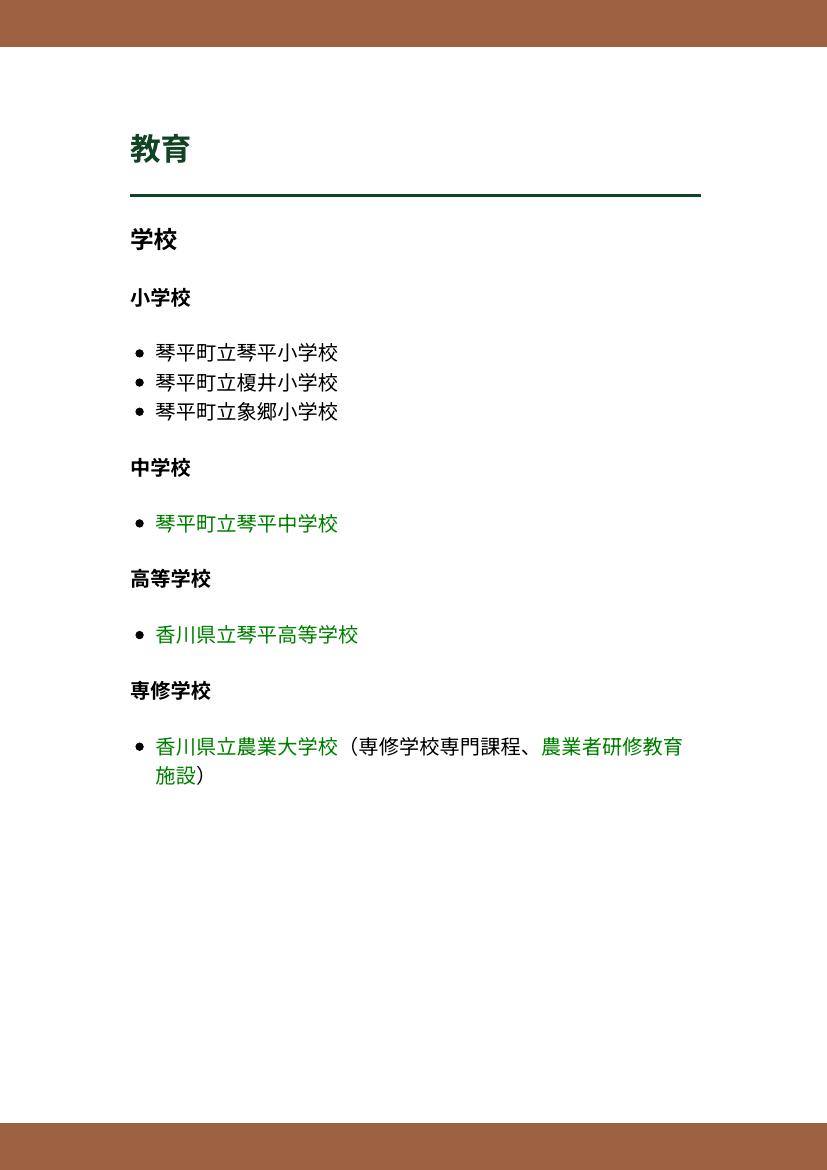 教育
学校
小学校
琴平町立琴平小学校
琴平町立榎井小学校
琴平町立象郷小学校
中学校
琴平町立琴平中学校
高等学校
香川県立琴平高等学校
専修学校
香川県立農業大学校（専修学校専門課程、農業者研修教育
施設）